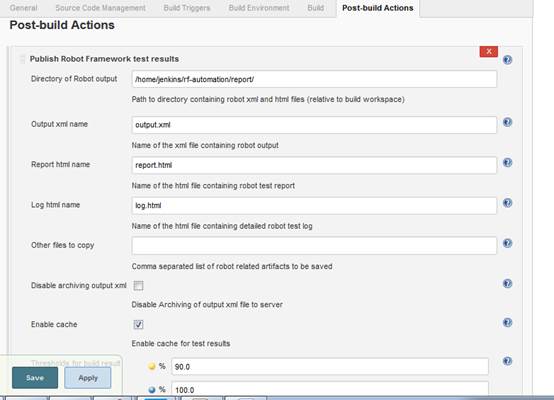 General Source Code Management Build Triggers Build Environment Build Post-build Actions
Post-build Actions
Publish Robot Framework test results X
Directory of Robot output /home/jenkins/rf-automation/report/
Path to directory containing robot xml and html files (relative to build workspace)
Output xml name output.xml
Name of the xml file containing robot output
Report html name report.html
Name of the html file containing robot test report
Log html name log.html
Name of the html file containing detailed robot test log
Other files to copy
Comma separated list of robot related artifacts to be saved
Disable archiving output xml
Disable Archiving of output xml file to server
Enable cache
Enable cache for test results
Thresholds for build result % 90.0
Save Apply
% 100.0